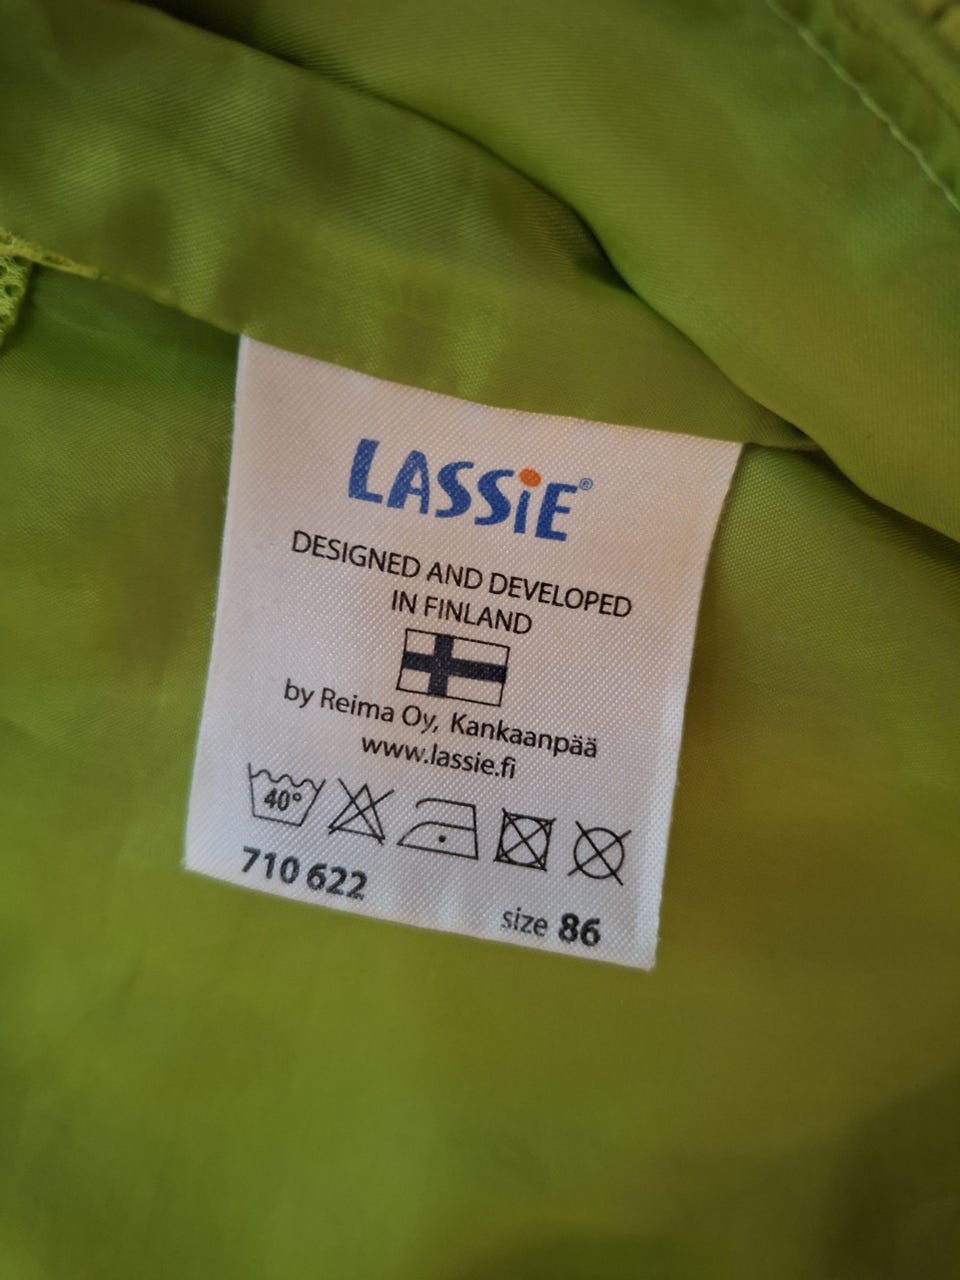 LASSiE®
DESIGNED AND DEVELOPED
IN FINLAND
by Reima Oy, Kankaanpää
www.lassie.fi
40°
710 622
size 86